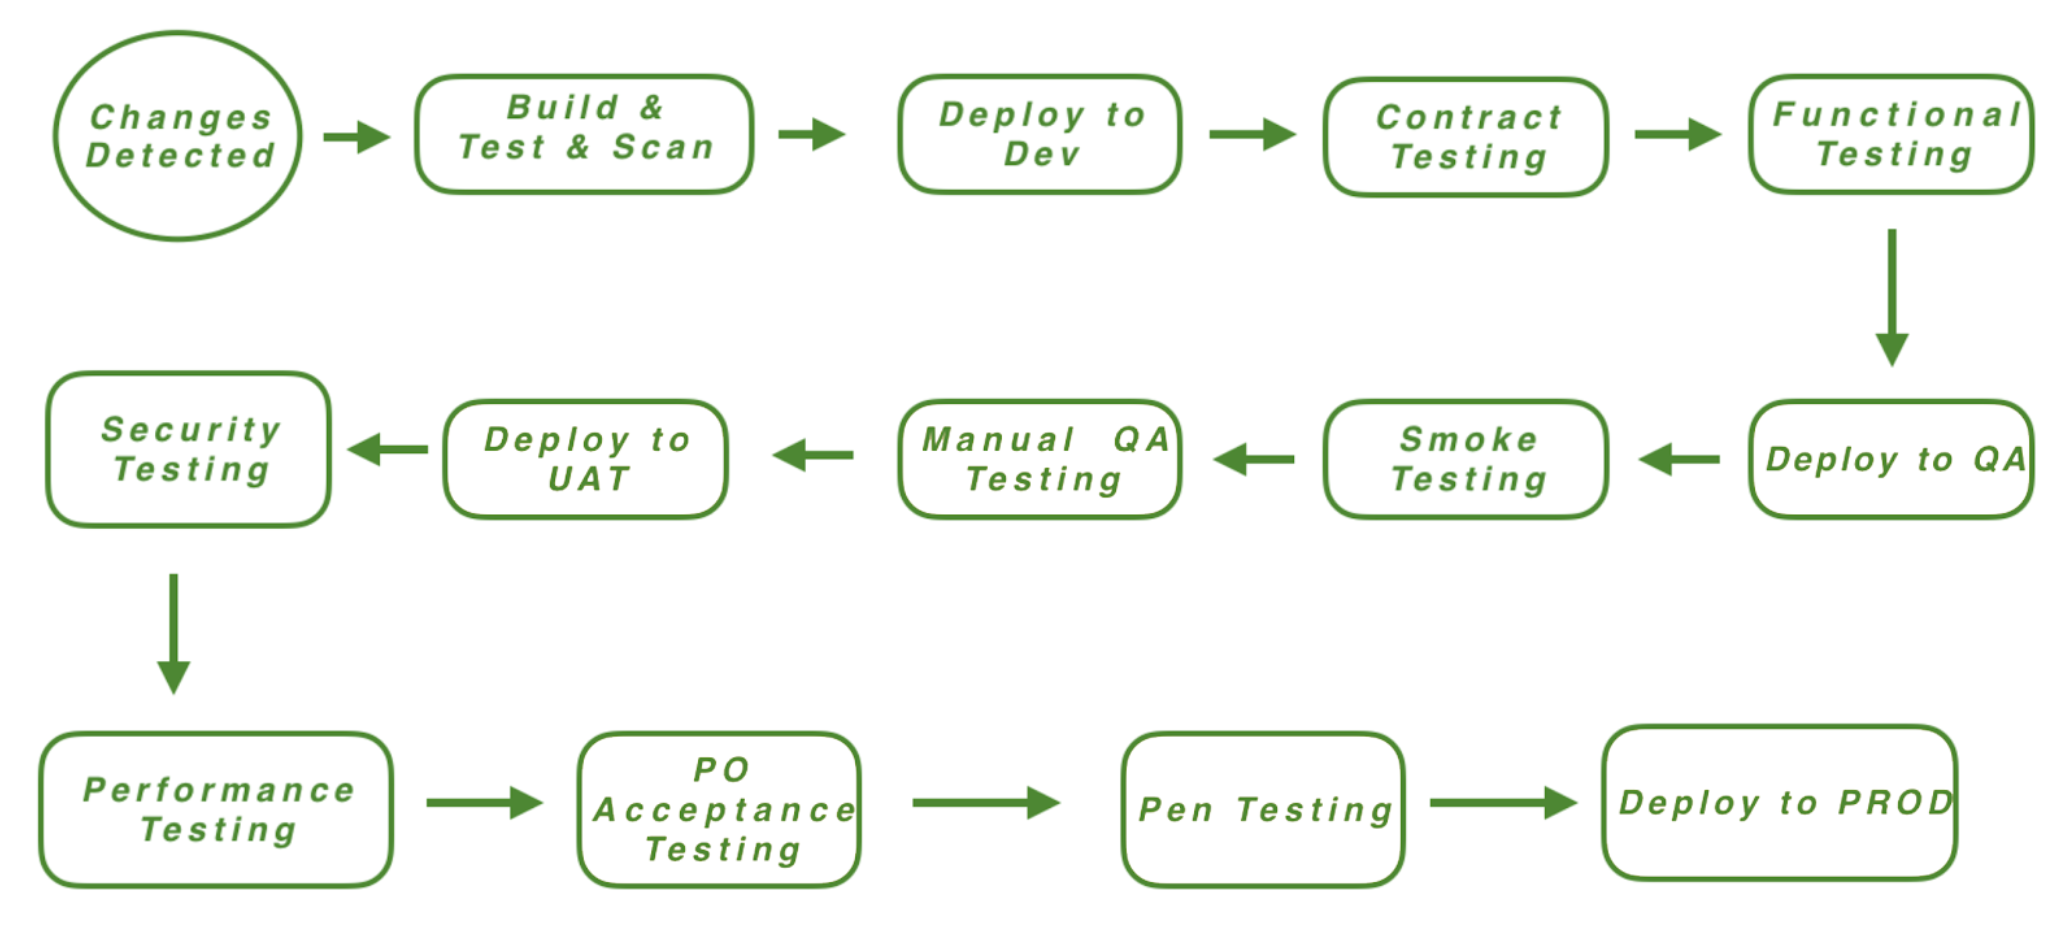 Changes
Detected
Build &
Test & Scan
Deploy to
Dev
Contract
Testing
Functional
Testing
Deploy to QA
Smoke
Testing
Manual QA
Testing
Deploy to
UAT
Security
Testing
Performance
Testing
PO
Acceptance
Testing
Pen Testing
Deploy to PROD